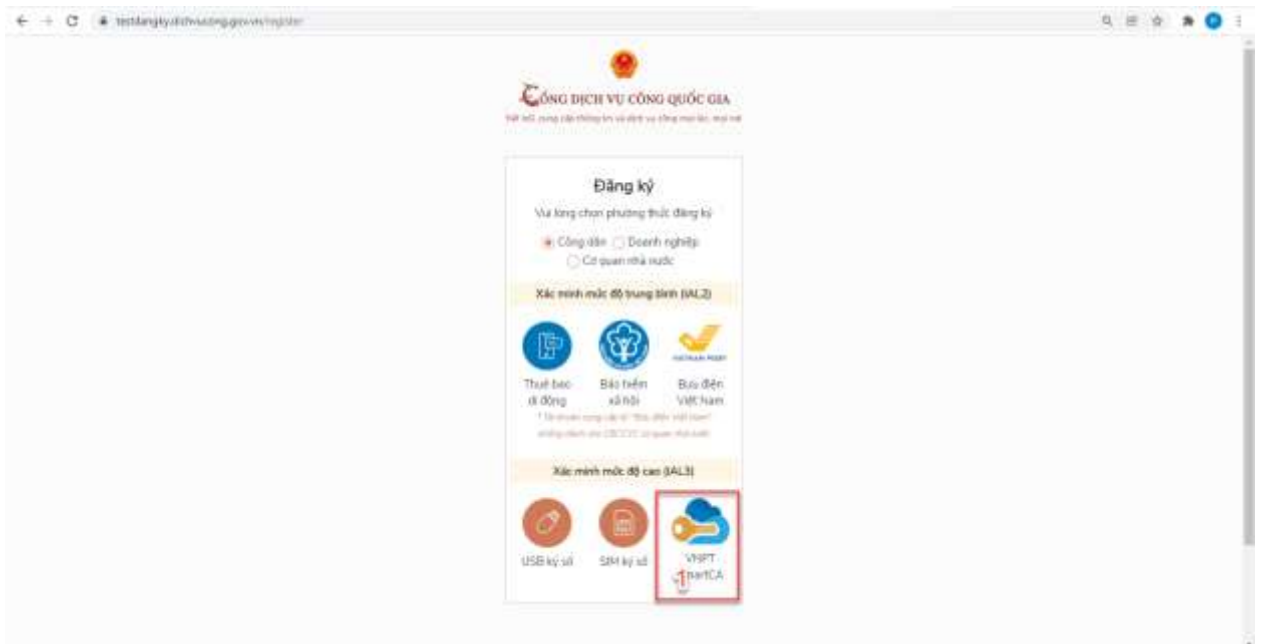 CỔNG DỊCH VỤ CÔNG QUỐC GIA
Đăng ký
Vui lòng chọn phương thức đăng ký
Công dân Doanh nghiệp
Cơ quan nhà nước
Xác minh mức độ trung bình (IAL2)
Thuê bao di động
Bảo hiểm xã hội
Bưu điện Việt Nam
Xác minh mức độ cao (IAL3)
USB ký số
SIM ký số
VNPT
1